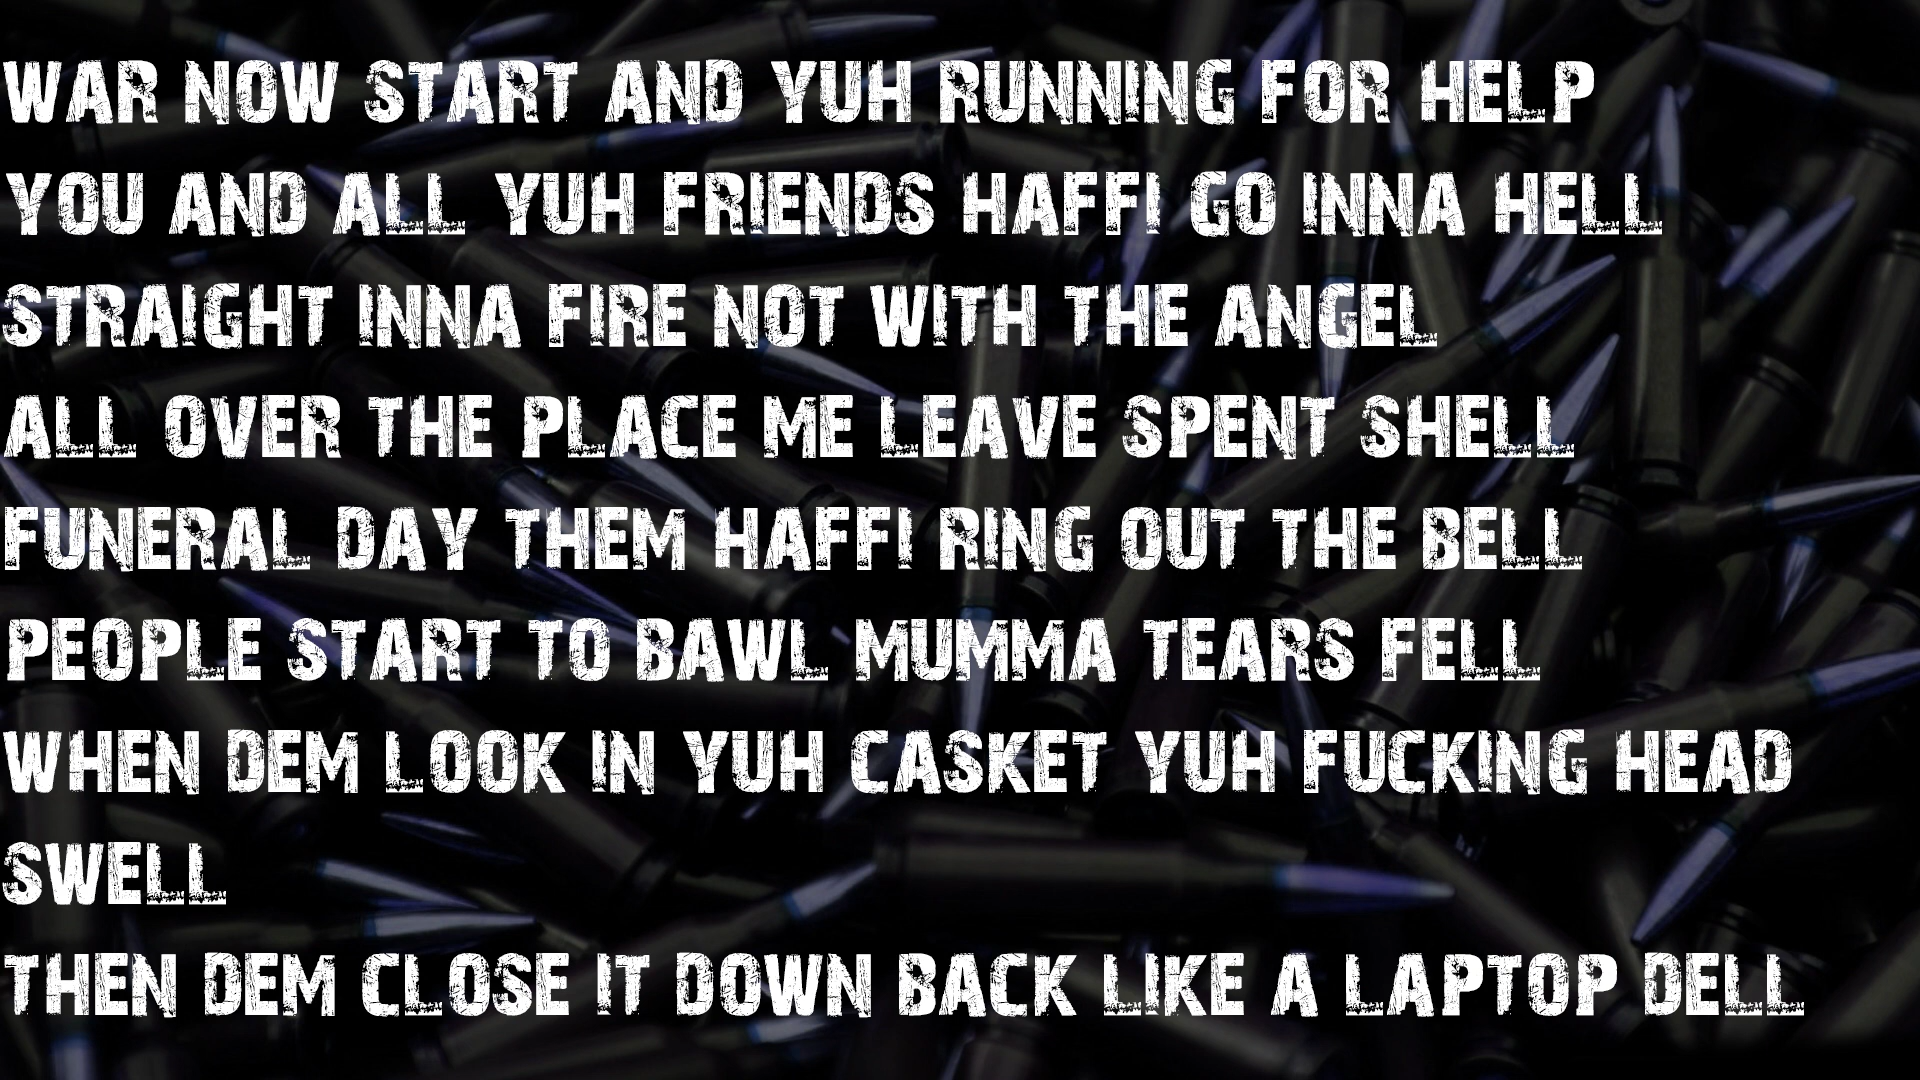 WAR NOW START AND YUH RUNNING FOR HELP
YOU AND ALL YUH FRIENDS HAFFI GO INNA HELL
STRAIGHT INNA FIRE NOT WITH THE ANGEL
ALL OVER THE PLACE ME LEAVE SPENT SHELL
FUNERAL DAY THEM HAFFI RING OUT THE BELL
PEOPLE START TO BAWL MUMMA TEARS FELL
WHEN DEM LOOK IN YUH CASKET YUH FUCKING HEAD
SWELL
THEN DEM CLOSE IT DOWN BACK LIKE A LAPTOP DELL